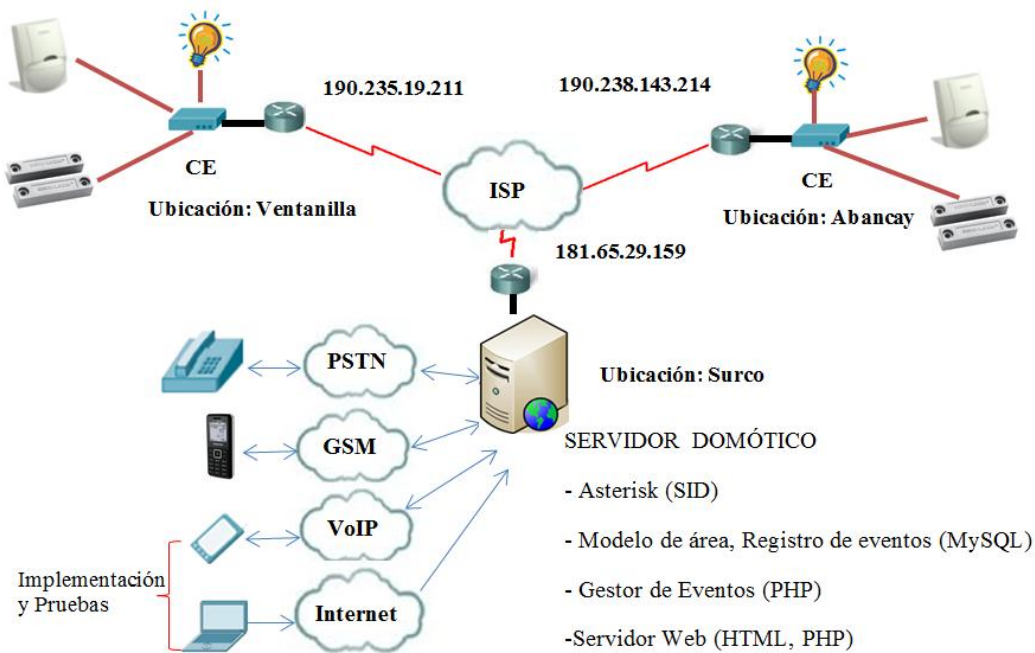 190.235.19.211
190.238.143.214
CE
CE
ISP
Ubicación: Ventanilla
Ubicación: Abancay
181.65.29.159
PSTN
Ubicación: Surco
GSM
SERVIDOR DOMÓTICO
- Asterisk (SID)
VoIP
- Modelo de área, Registro de eventos (MySQL)
Implementación
y Pruebas
- Gestor de Eventos (PHP)
Internet
-Servidor Web (HTML, PHP)